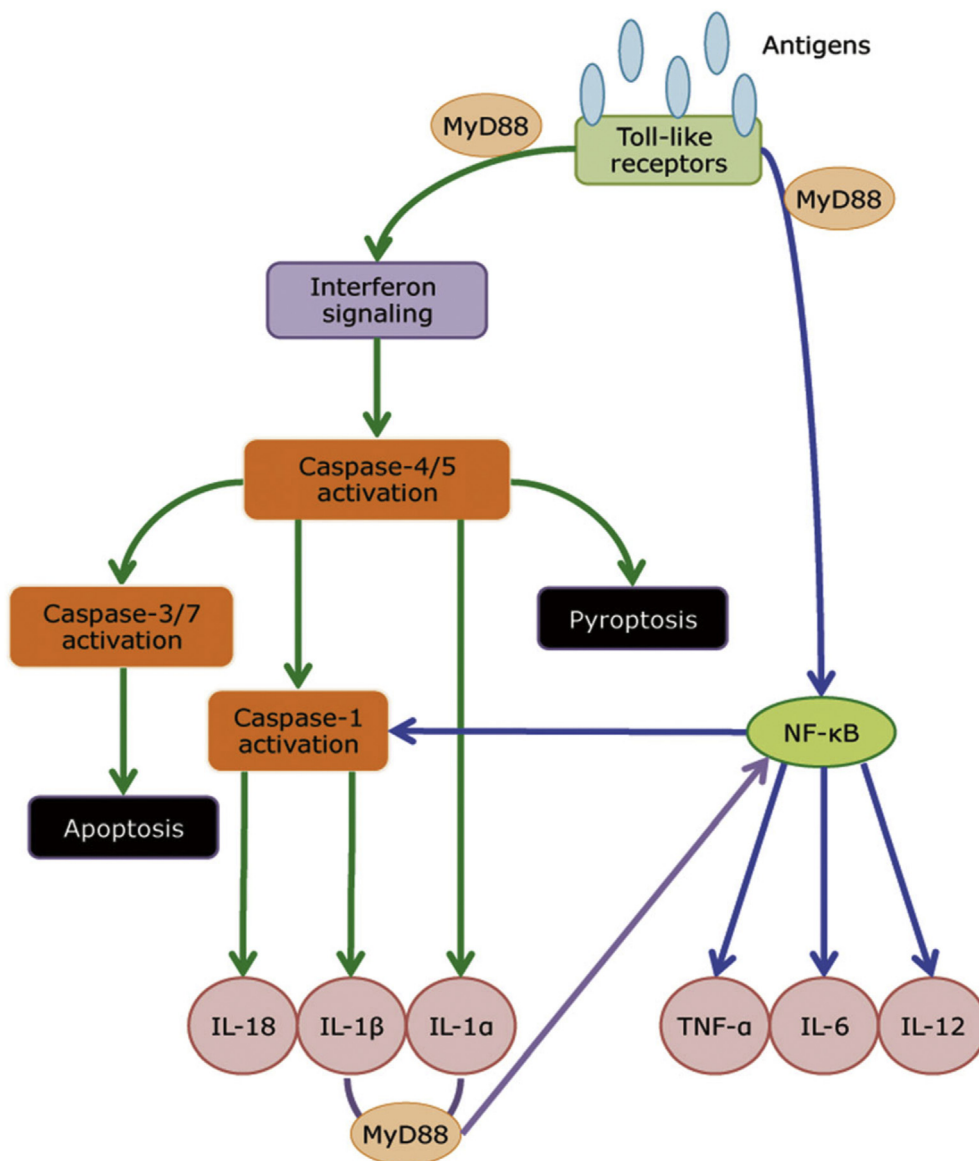 Antigens
MyD88
Toll-like
receptors
MyD88
Interferon
signaling
Caspase-4/5
activation
Caspase-3/7
activation
Pyroptosis
Caspase-1
activation
NF-κB
Apoptosis
IL-18
IL-1β
IL-1α
TNF-α
IL-6
IL-12
MyD88